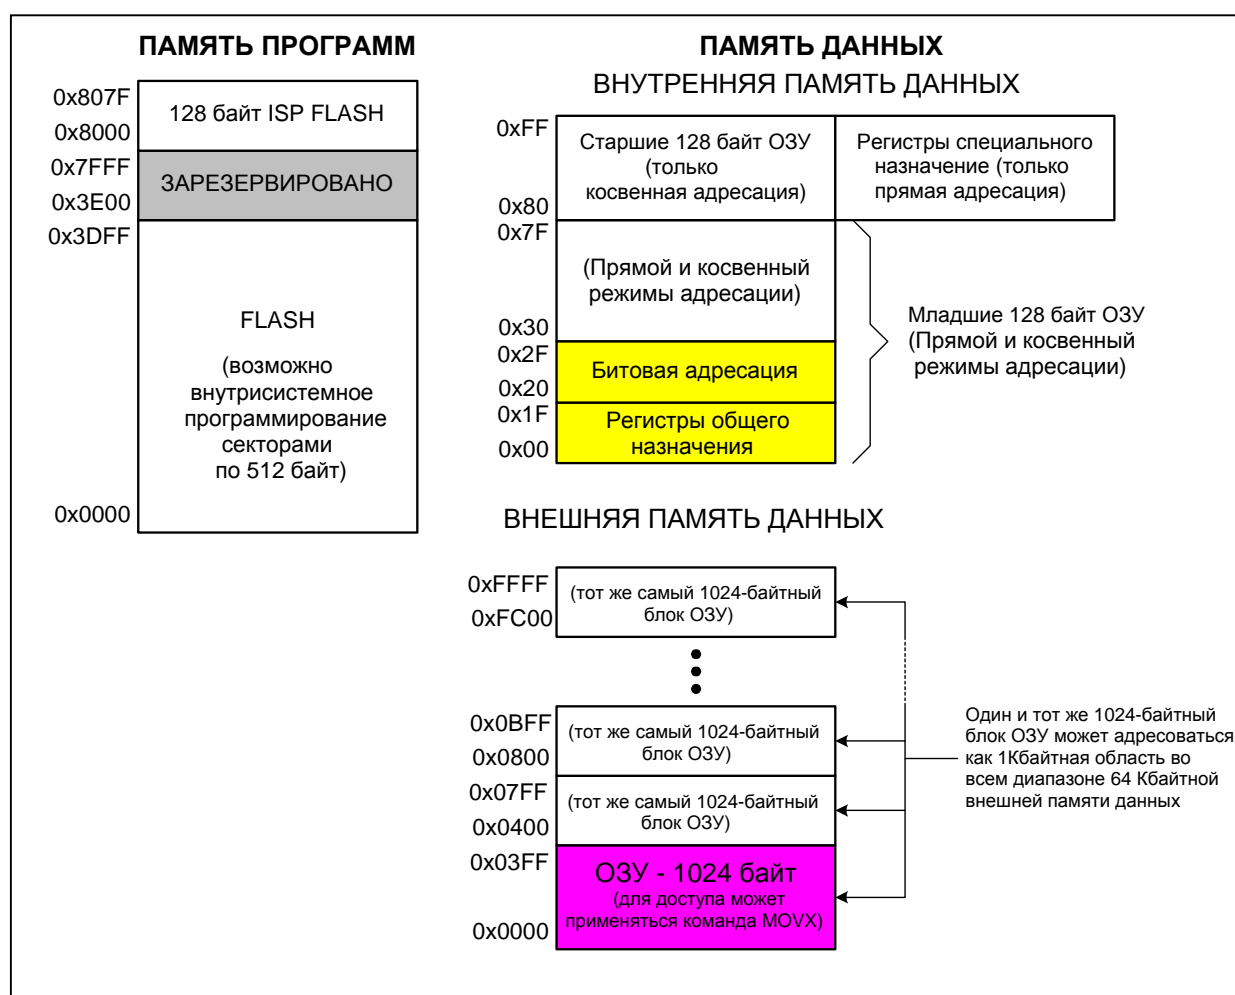 ПАМЯТЬ ПРОГРАММ
0x807F
0x8000
128 байт ISP FLASH
0x7FFF
0x3E00
ЗАРЕЗЕРВИРОВАНО
0x3DFF
FLASH
(возможно
внутрисистемное
программирование
секторами
по 512 байт)
0x0000
ПАМЯТЬ ДАННЫХ
ВНУТРЕННЯЯ ПАМЯТЬ ДАННЫХ
0xFF
0x80
Старшие 128 байт ОЗУ
(только
косвенная адресация)
Регистры специального
назначение (только
прямая адресация)
0x7F
0x30
(Прямой и косвенный
режимы адресации)
0x2F
0x20
Битовая адресация
0x1F
0x00
Регистры общего
назначения
Младшие 128 байт ОЗУ
(Прямой и косвенный
режимы адресации)
ВНЕШНЯЯ ПАМЯТЬ ДАННЫХ
0xFFFF
0xFC00
(тот же самый 1024-байтный
блок ОЗУ)
0x0BFF
0x0800
(тот же самый 1024-байтный
блок ОЗУ)
0x07FF
0x0400
(тот же самый 1024-байтный
блок ОЗУ)
0x03FF
0x0000
ОЗУ - 1024 байт
(для доступа может
применяться команда MOVX)
Один и тот же 1024-байтный
блок ОЗУ может адресоваться
как 1Кбайтная область во
всем диапазоне 64 Кбайтной
внешней памяти данных